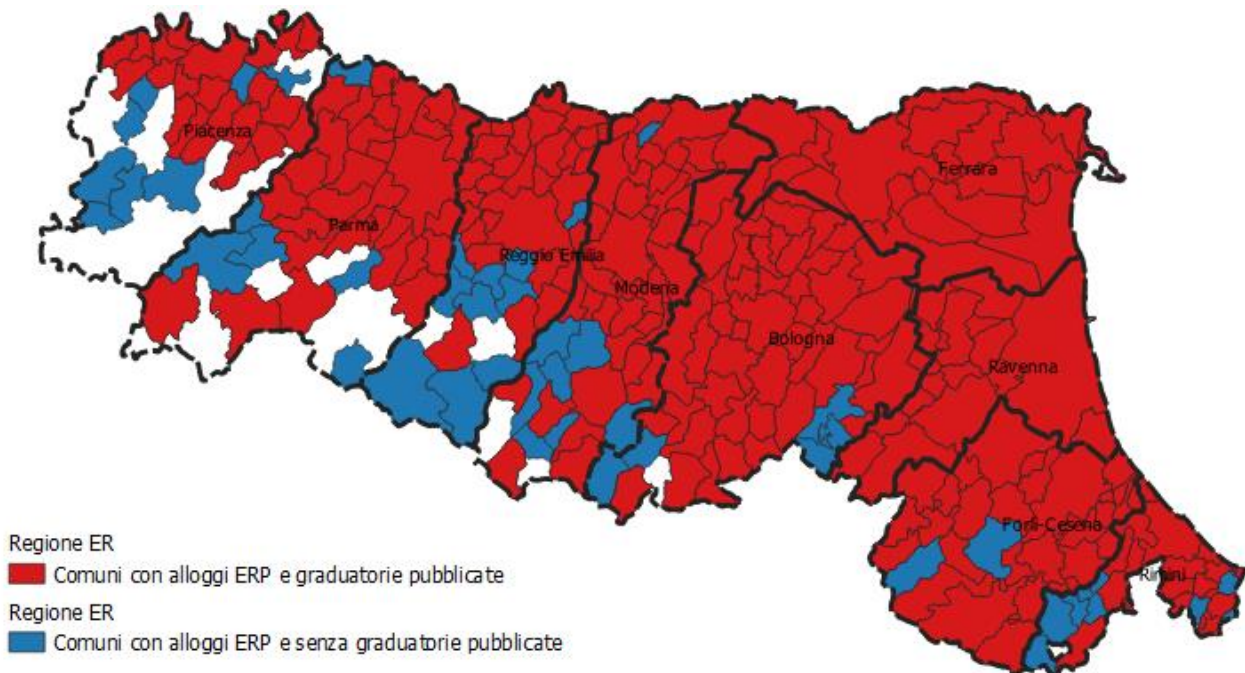 Piacenza
Ferrara
Parma
Reggio Emilia
Modena
Bologna
Ravenna
Forlì-Cesena
Rimini
Regione ER
Comuni con alloggi ERP e graduatorie pubblicate
Regione ER
Comuni con alloggi ERP e senza graduatorie pubblicate